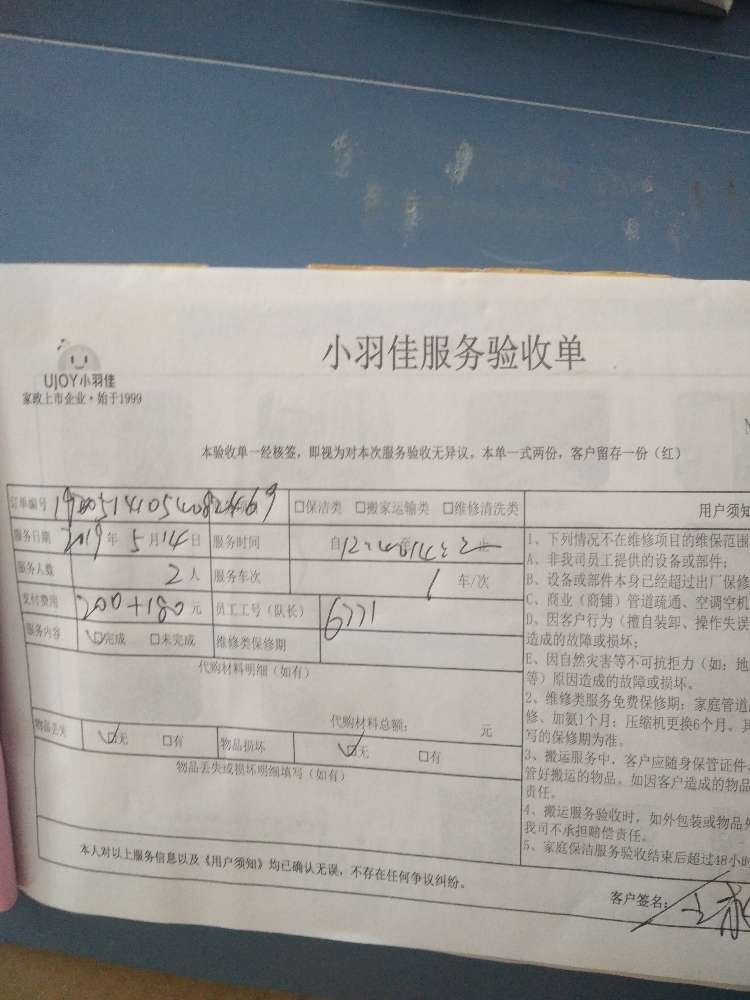 小羽佳服务验收单
UJOY小羽佳
家政上市企业·始于1999
本验收单一经核签，即视为对本次服务验收无异议。本单一式两份，客户留存一份（红）
订单编号 □保洁类 □搬家运输类 □维修清洗类 用户须知
服务日期 2019年5月14日 服务时间 自12:40至14:
服务人数 2人 服务车次 1 车/次
支付费用 200+180元 员工工号（队长） 6771
服务内容 ☑完成 □未完成 维修类保修期
代购材料明细（如有）
代购材料总额： 元
物品丢失 ☑无 □有 物品损坏 ☑无 □有
物品丢失或损坏明细填写（如有）
本人对以上服务信息以及《用户须知》均已确认无误，不存在任何争议纠纷。
客户签名：
1、下列情况不在维修项目的维保范围
A、非我司员工提供的设备或部件；
B、设备或部件本身已经超过出厂保修
C、商业（商铺）管道疏通、空调空机
D、因客户行为（擅自装卸、操作失误
造成的故障或损坏；
E、因自然灾害等不可抗拒力（如：地
等）原因造成的故障或损坏。
2、维修类服务免费保修期：家庭管道
修、加氨1个月；压缩机更换6个月。其
写的保修期为准。
3、搬运服务中，客户应随身保管证件、
管好搬运的物品。如因客户造成的物品
责任。
4、搬运服务验收时，如外包装或物品外
我司不承担赔偿责任。
5、家庭保洁服务验收结束后超过48小时